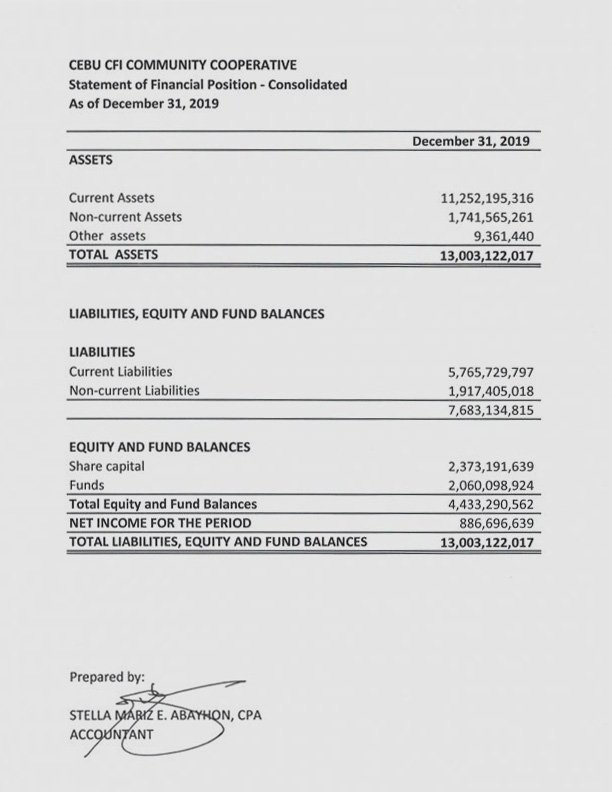 CEBU CFI COMMUNITY COOPERATIVE
Statement of Financial Position - Consolidated
As of December 31, 2019
December 31, 2019
ASSETS
Current Assets 11,252,195,316
Non-current Assets 1,741,565,261
Other assets 9,361,440
TOTAL ASSETS 13,003,122,017
LIABILITIES, EQUITY AND FUND BALANCES
LIABILITIES
Current Liabilities 5,765,729,797
Non-current Liabilities 1,917,405,018
7,683,134,815
EQUITY AND FUND BALANCES
Share capital 2,373,191,639
Funds 2,060,098,924
Total Equity and Fund Balances 4,433,290,562
NET INCOME FOR THE PERIOD 886,696,639
TOTAL LIABILITIES, EQUITY AND FUND BALANCES 13,003,122,017
Prepared by:
STELLA MARIZ E. ABAYHON, CPA
ACCOUNTANT